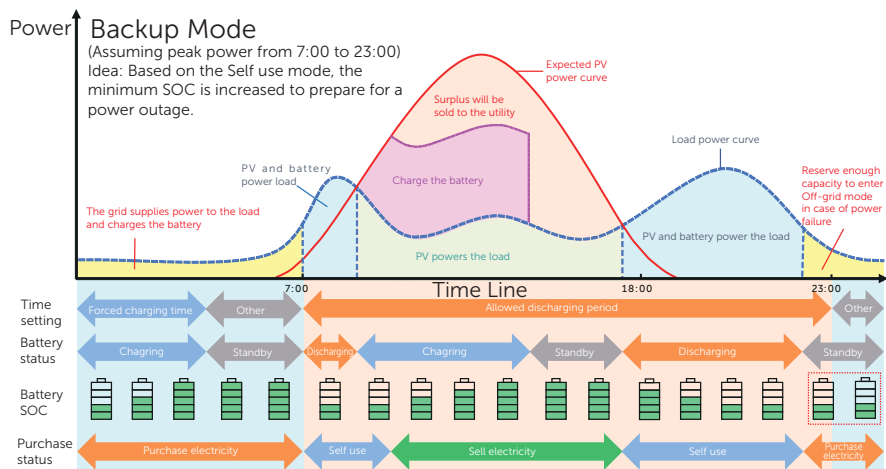 Power
Backup Mode
(Assuming peak power from 7:00 to 23:00)
Idea: Based on the Self use mode, the
minimum SOC is increased to prepare for a
power outage.
Expected PV
power curve
Surplus will be
sold to the utility
Load power curve
PV and battery
power load
Charge the battery
Reserve enough
capacity to enter
Off-grid mode
in case of power
failure
The grid supplies power to the load
and charges the battery
PV powers the load
PV and battery power the load
7:00
Time Line
18:00
23:00
Time
setting
Forced charging time
Other
Allowed discharging period
Other
Battery
status
Chagring
Standby
Discharging
Chagring
Standby
Discharging
Standby
Battery
SOC
Purchase
status
Purchase electricity
Self use
Sell electricity
Self use
Purchase
electricity